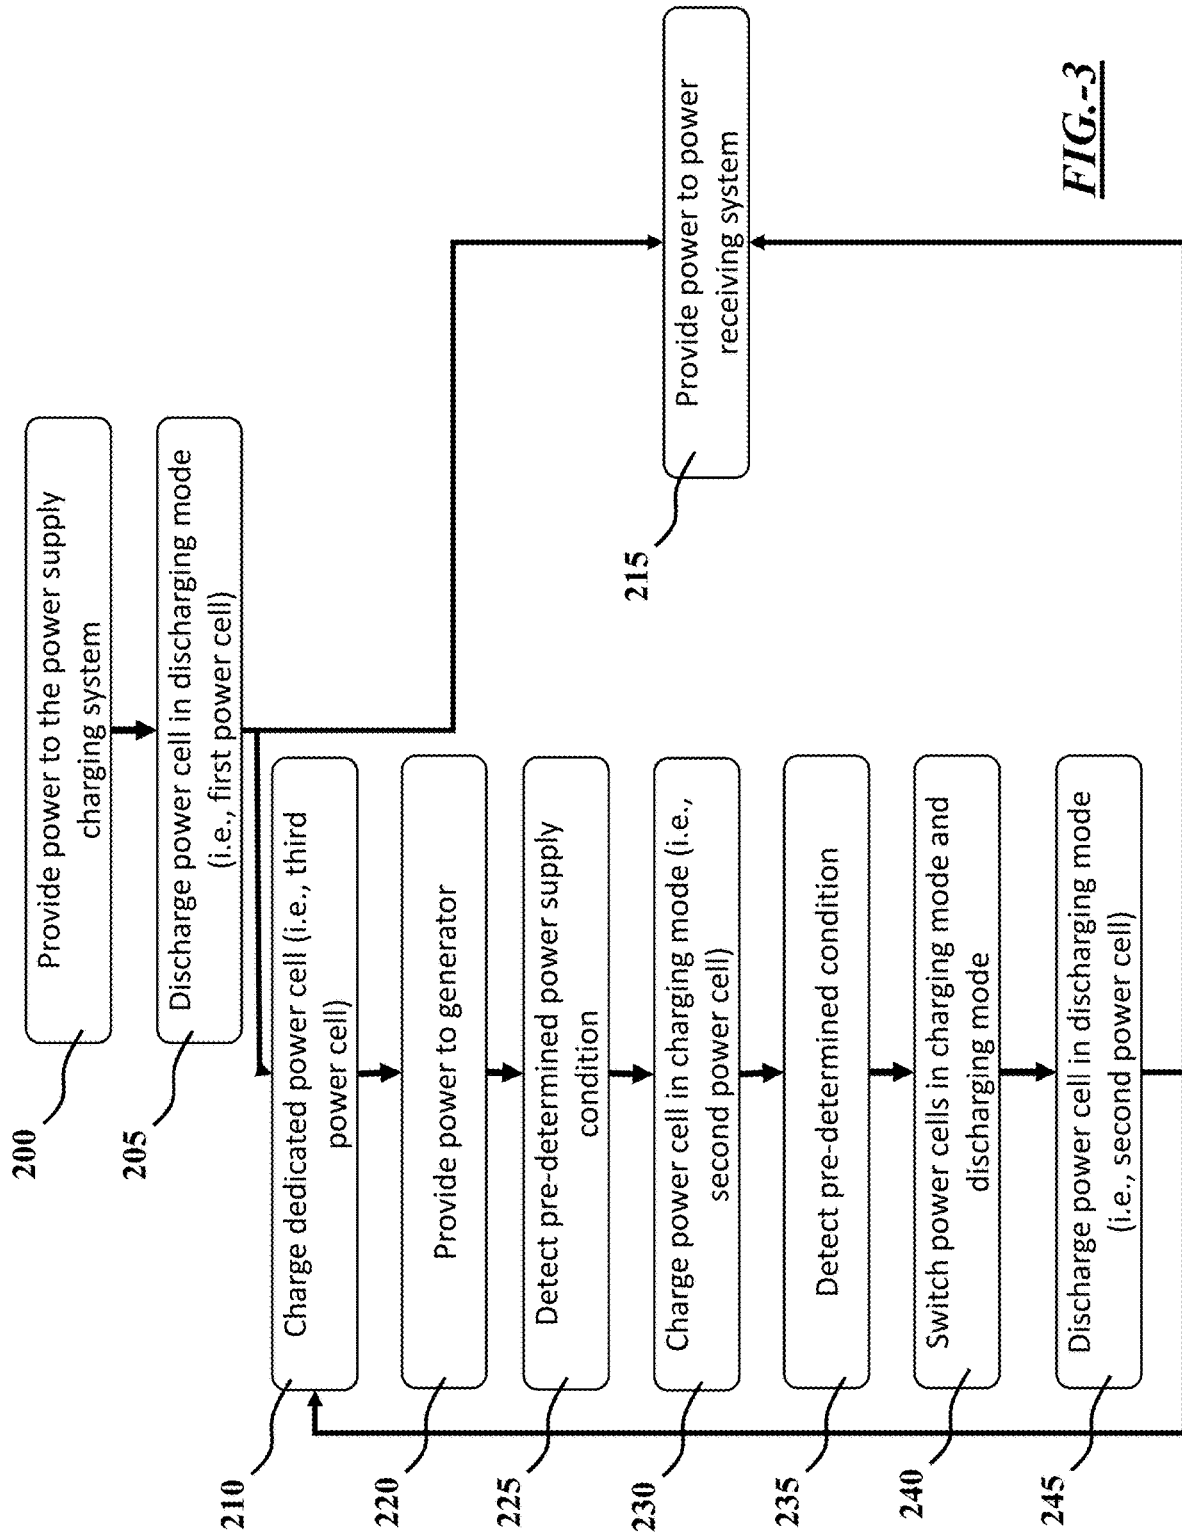 200
Provide power to the power supply
charging system
205
Discharge power cell in discharging mode
(i.e., first power cell)
210
Charge dedicated power cell (i.e., third
power cell)
215
Provide power to power
receiving system
220
Provide power to generator
225
Detect pre-determined power supply
condition
230
Charge power cell in charging mode (i.e.,
second power cell)
235
Detect pre-determined condition
240
Switch power cells in charging mode and
discharging mode
245
Discharge power cell in discharging mode
(i.e., second power cell)
FIG.-3